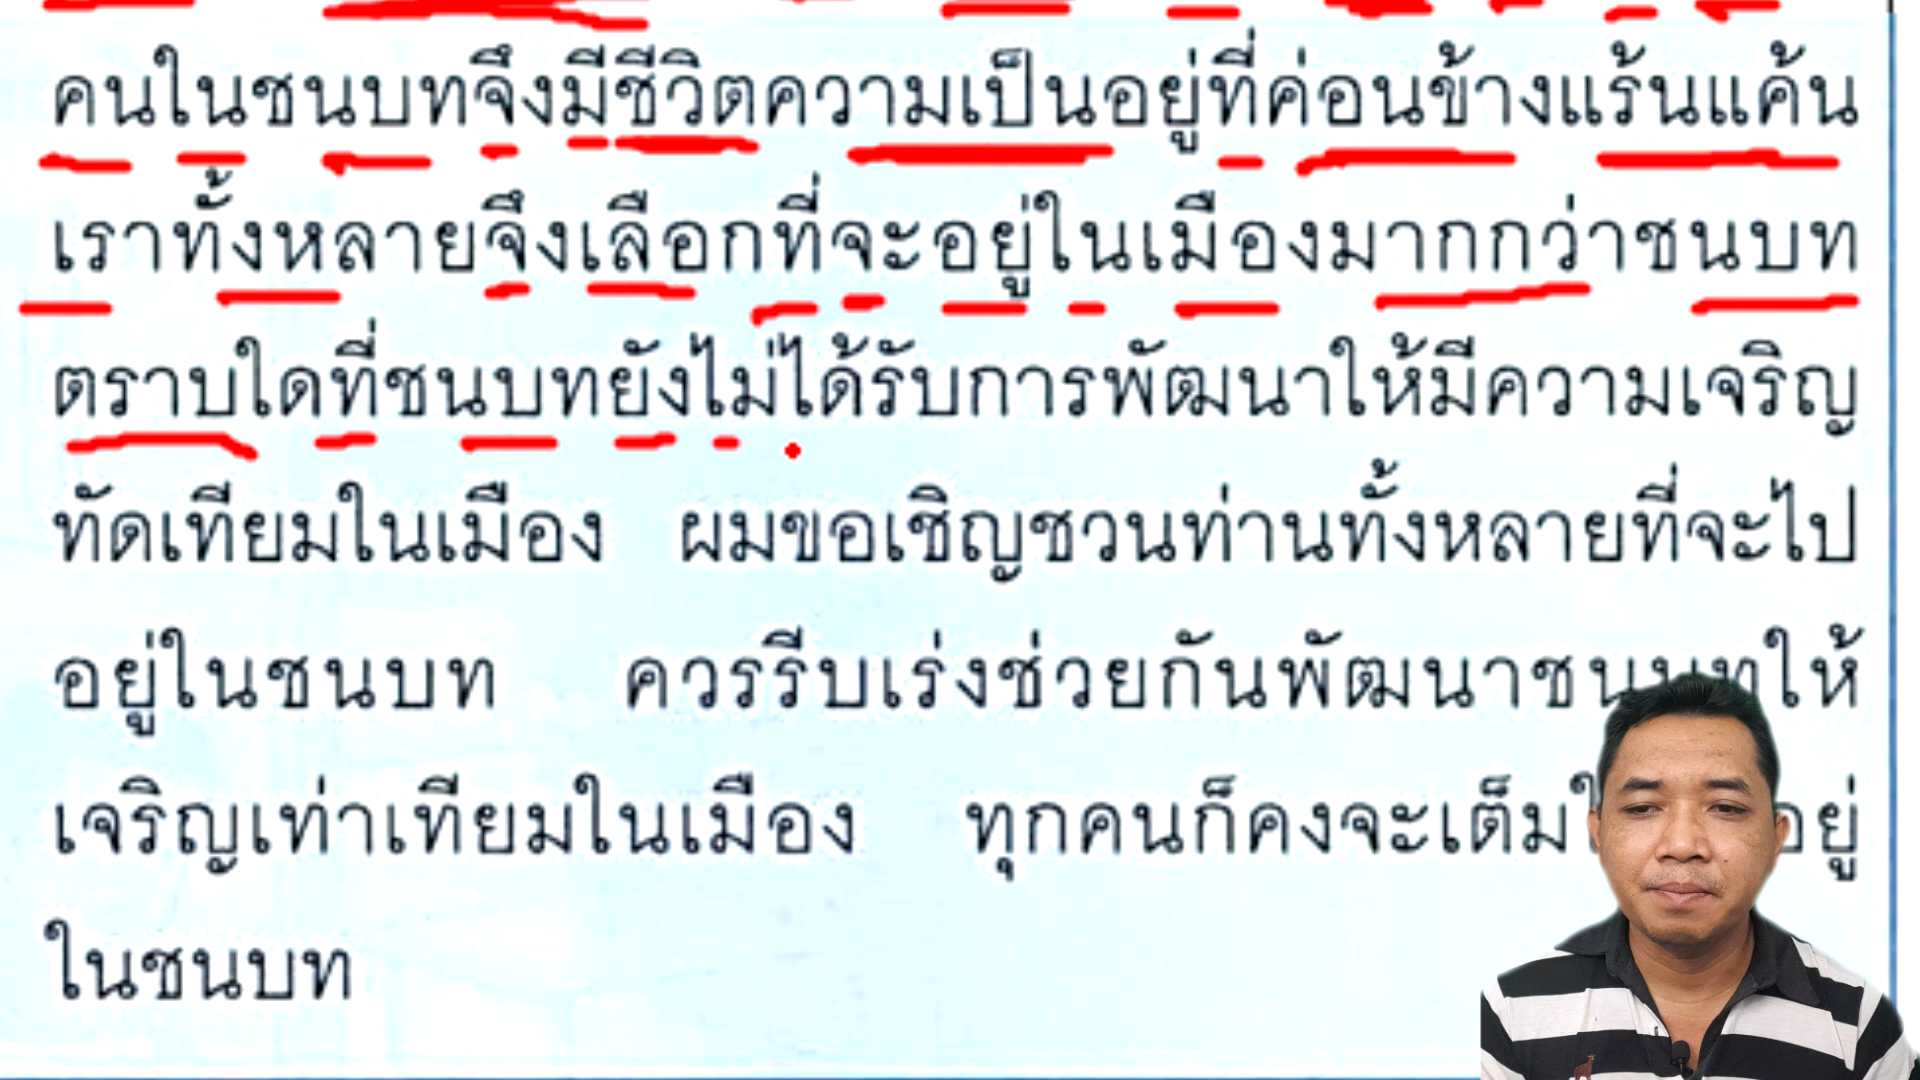 คนในชนบทจึงมีชีวิตความเป็นอยู่ที่ค่อนข้างแร้นแค้น
เราทั้งหลายจึงเลือกที่จะอยู่ในเมืองมากกว่าชนบท
ตราบใดที่ชนบทยังไม่ได้รับการพัฒนาให้มีความเจริญ
ทัดเทียมในเมือง ผมขอเชิญชวนท่านทั้งหลายที่จะไป
อยู่ในชนบท ควรรีบเร่งช่วยกันพัฒนาชนบทให้
เจริญเท่าเทียมในเมือง ทุกคนก็คงจะเต็ม อยู่
ในชนบท